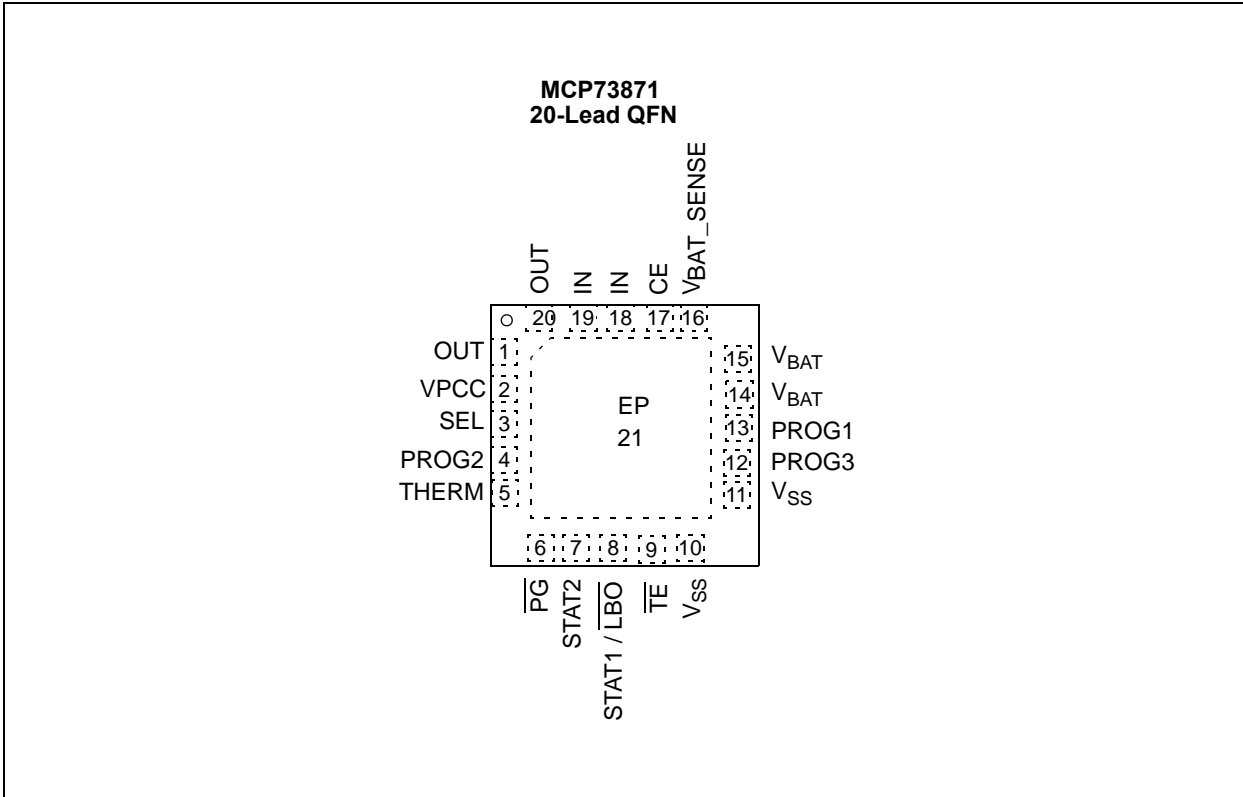 MCP73871
20-Lead QFN
OUT
IN
IN
CE
VBAT_SENSE
20
19
18
17
16
OUT 1
VPCC 2
SEL 3
PROG2 4
THERM 5
EP
21
15 VBAT
14 VBAT
13 PROG1
12 PROG3
11 VSS
6
7
8
9
10
PG
STAT2
STAT1 / LBO
TE
VSS